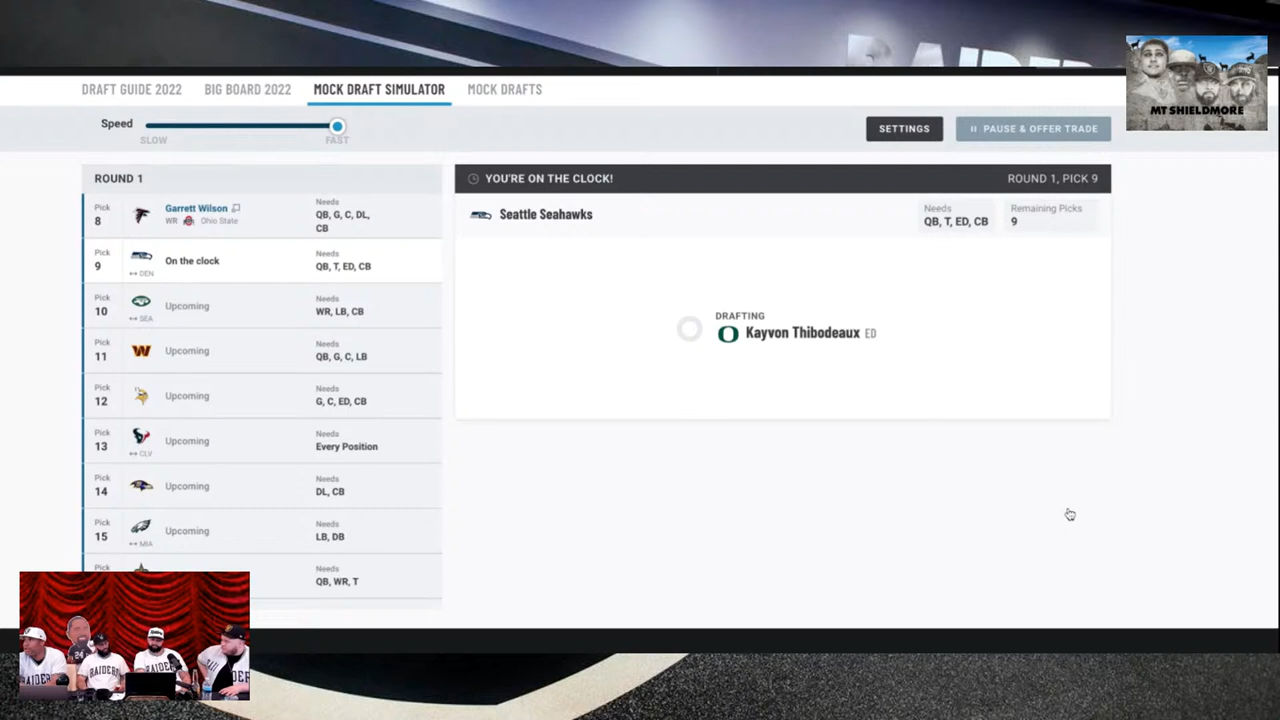 RAIDERS
MT SHIELDMORE
DRAFT GUIDE 2022
BIG BOARD 2022
MOCK DRAFT SIMULATOR
MOCK DRAFTS
Speed
SLOW
FAST
SETTINGS
PAUSE & OFFER TRADE
ROUND 1
Pick
8
Garrett Wilson
WR Ohio State
Needs
QB, G, C, DL,
CB
Pick
9
↔ DEN
On the clock
Needs
QB, T, ED, CB
Pick
10
↔ SEA
Upcoming
Needs
WR, LB, CB
Pick
11
W
Upcoming
Needs
QB, G, C, LB
Pick
12
Upcoming
Needs
G, C, ED, CB
Pick
13
↔ CLV
Upcoming
Needs
Every Position
Pick
14
Upcoming
Needs
DL, CB
Pick
15
↔ MIA
Upcoming
Needs
LB, DB
Pick
Needs
QB, WR, T
YOU'RE ON THE CLOCK!
ROUND 1, PICK 9
Seattle Seahawks
Needs
QB, T, ED, CB
Remaining Picks
9
DRAFTING
Kayvon Thibodeaux ED
RAIDERS
24